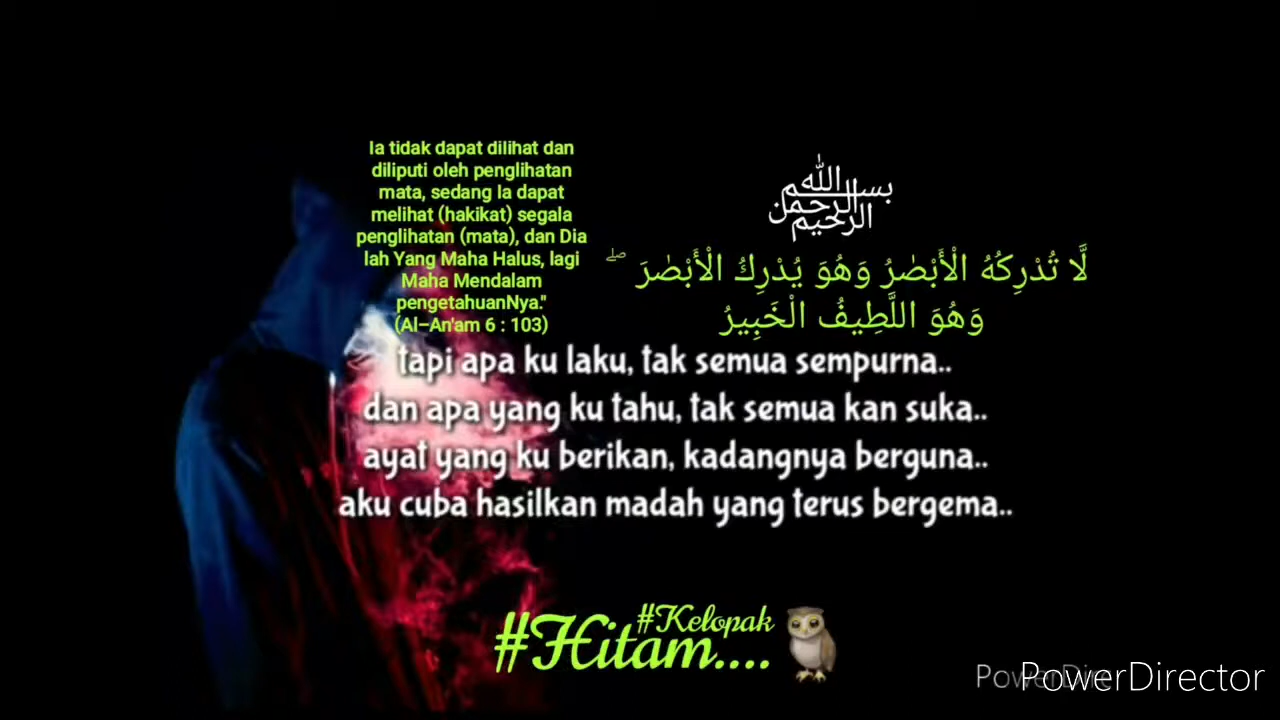 Ia tidak dapat dilihat dan
diliputi oleh penglihatan
mata, sedang Ia dapat
melihat (hakikat) segala
penglihatan (mata), dan Dia
lah Yang Maha Halus, lagi
Maha Mendalam
pengetahuanNya."
(Al-An'am 6 : 103)
بسم الله الرحمن الرحيم
لَّا تُدْرِكُهُ الْأَبْصَٰرُ وَهُوَ يُدْرِكُ الْأَبْصَٰرَ ۖ
وَهُوَ اللَّطِيفُ الْخَبِيرُ
tapi apa ku laku, tak semua sempurna..
dan apa yang ku tahu, tak semua kan suka..
ayat yang ku berikan, kadangnya berguna..
aku cuba hasilkan madah yang terus bergema..
#Kelopak
#Hitam....
PowerDirector